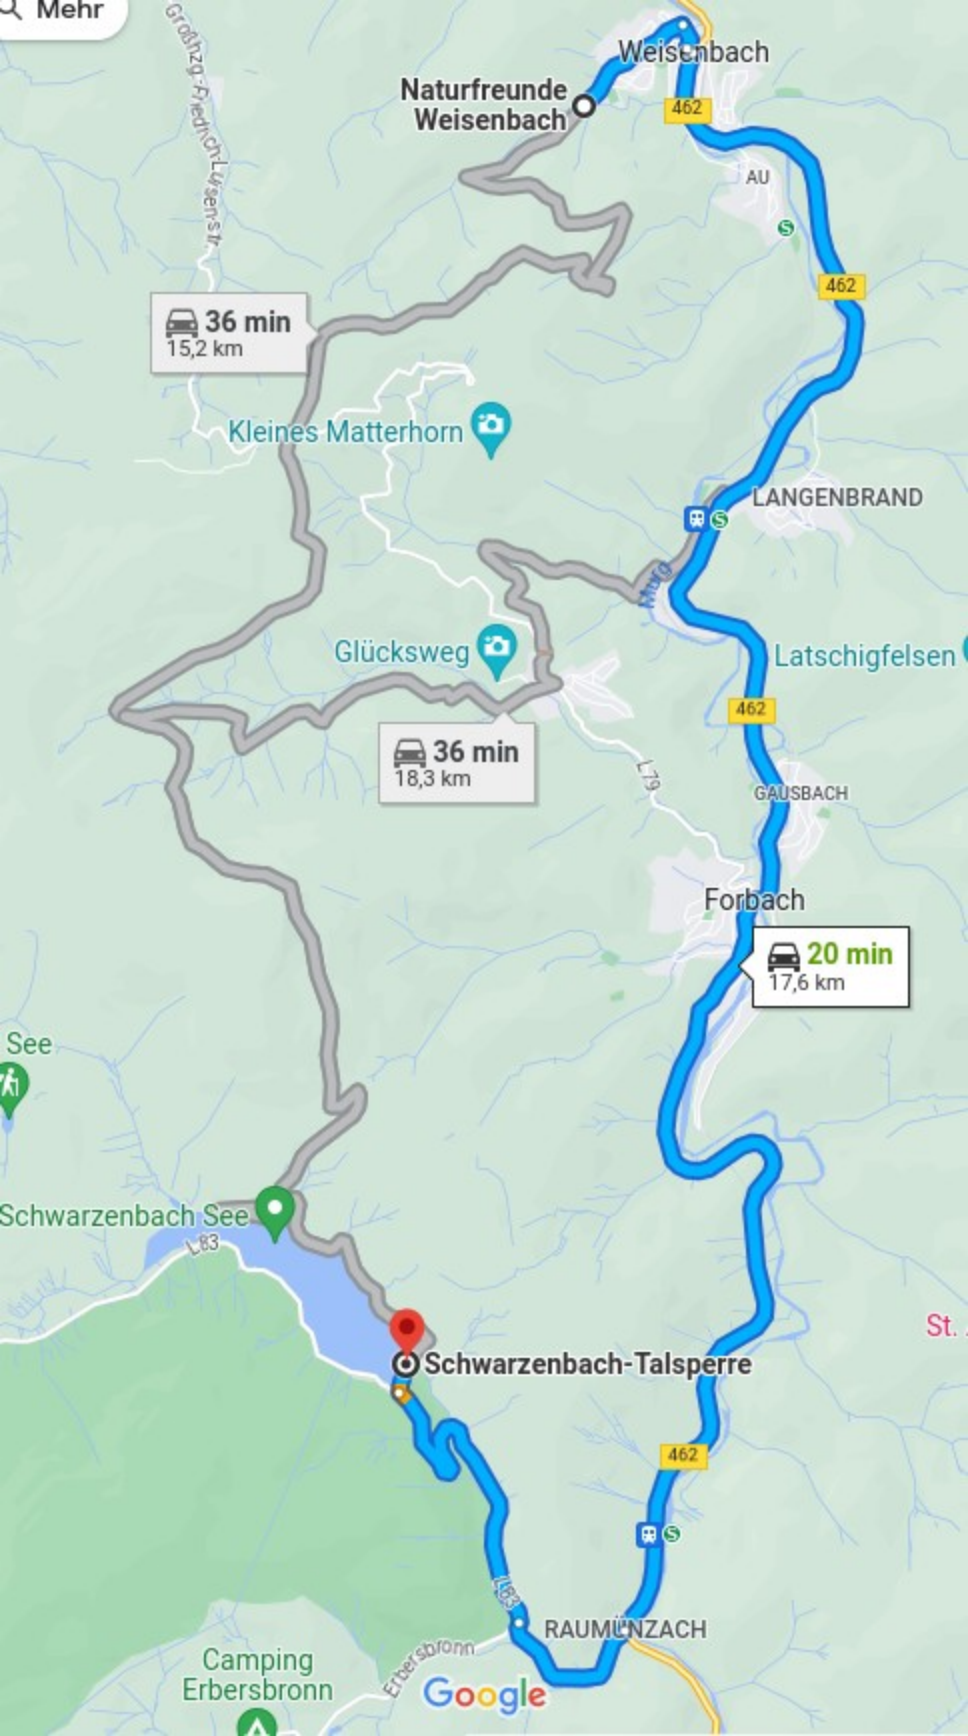 Mehr
Großhzg.-Friedrich-Luisen-str.
Weisenbach
Naturfreunde
Weisenbach
462
AU
462
36 min
15,2 km
Kleines Matterhorn
LANGENBRAND
Murg
Glücksweg
Latschigfelsen
462
36 min
18,3 km
L79
GAUSBACH
Forbach
20 min
17,6 km
See
Schwarzenbach See
L83
St.
Schwarzenbach-Talsperre
462
L83
RAUMÜNZACH
Erbersbronn
Camping
Erbersbronn
Google
S
S
S